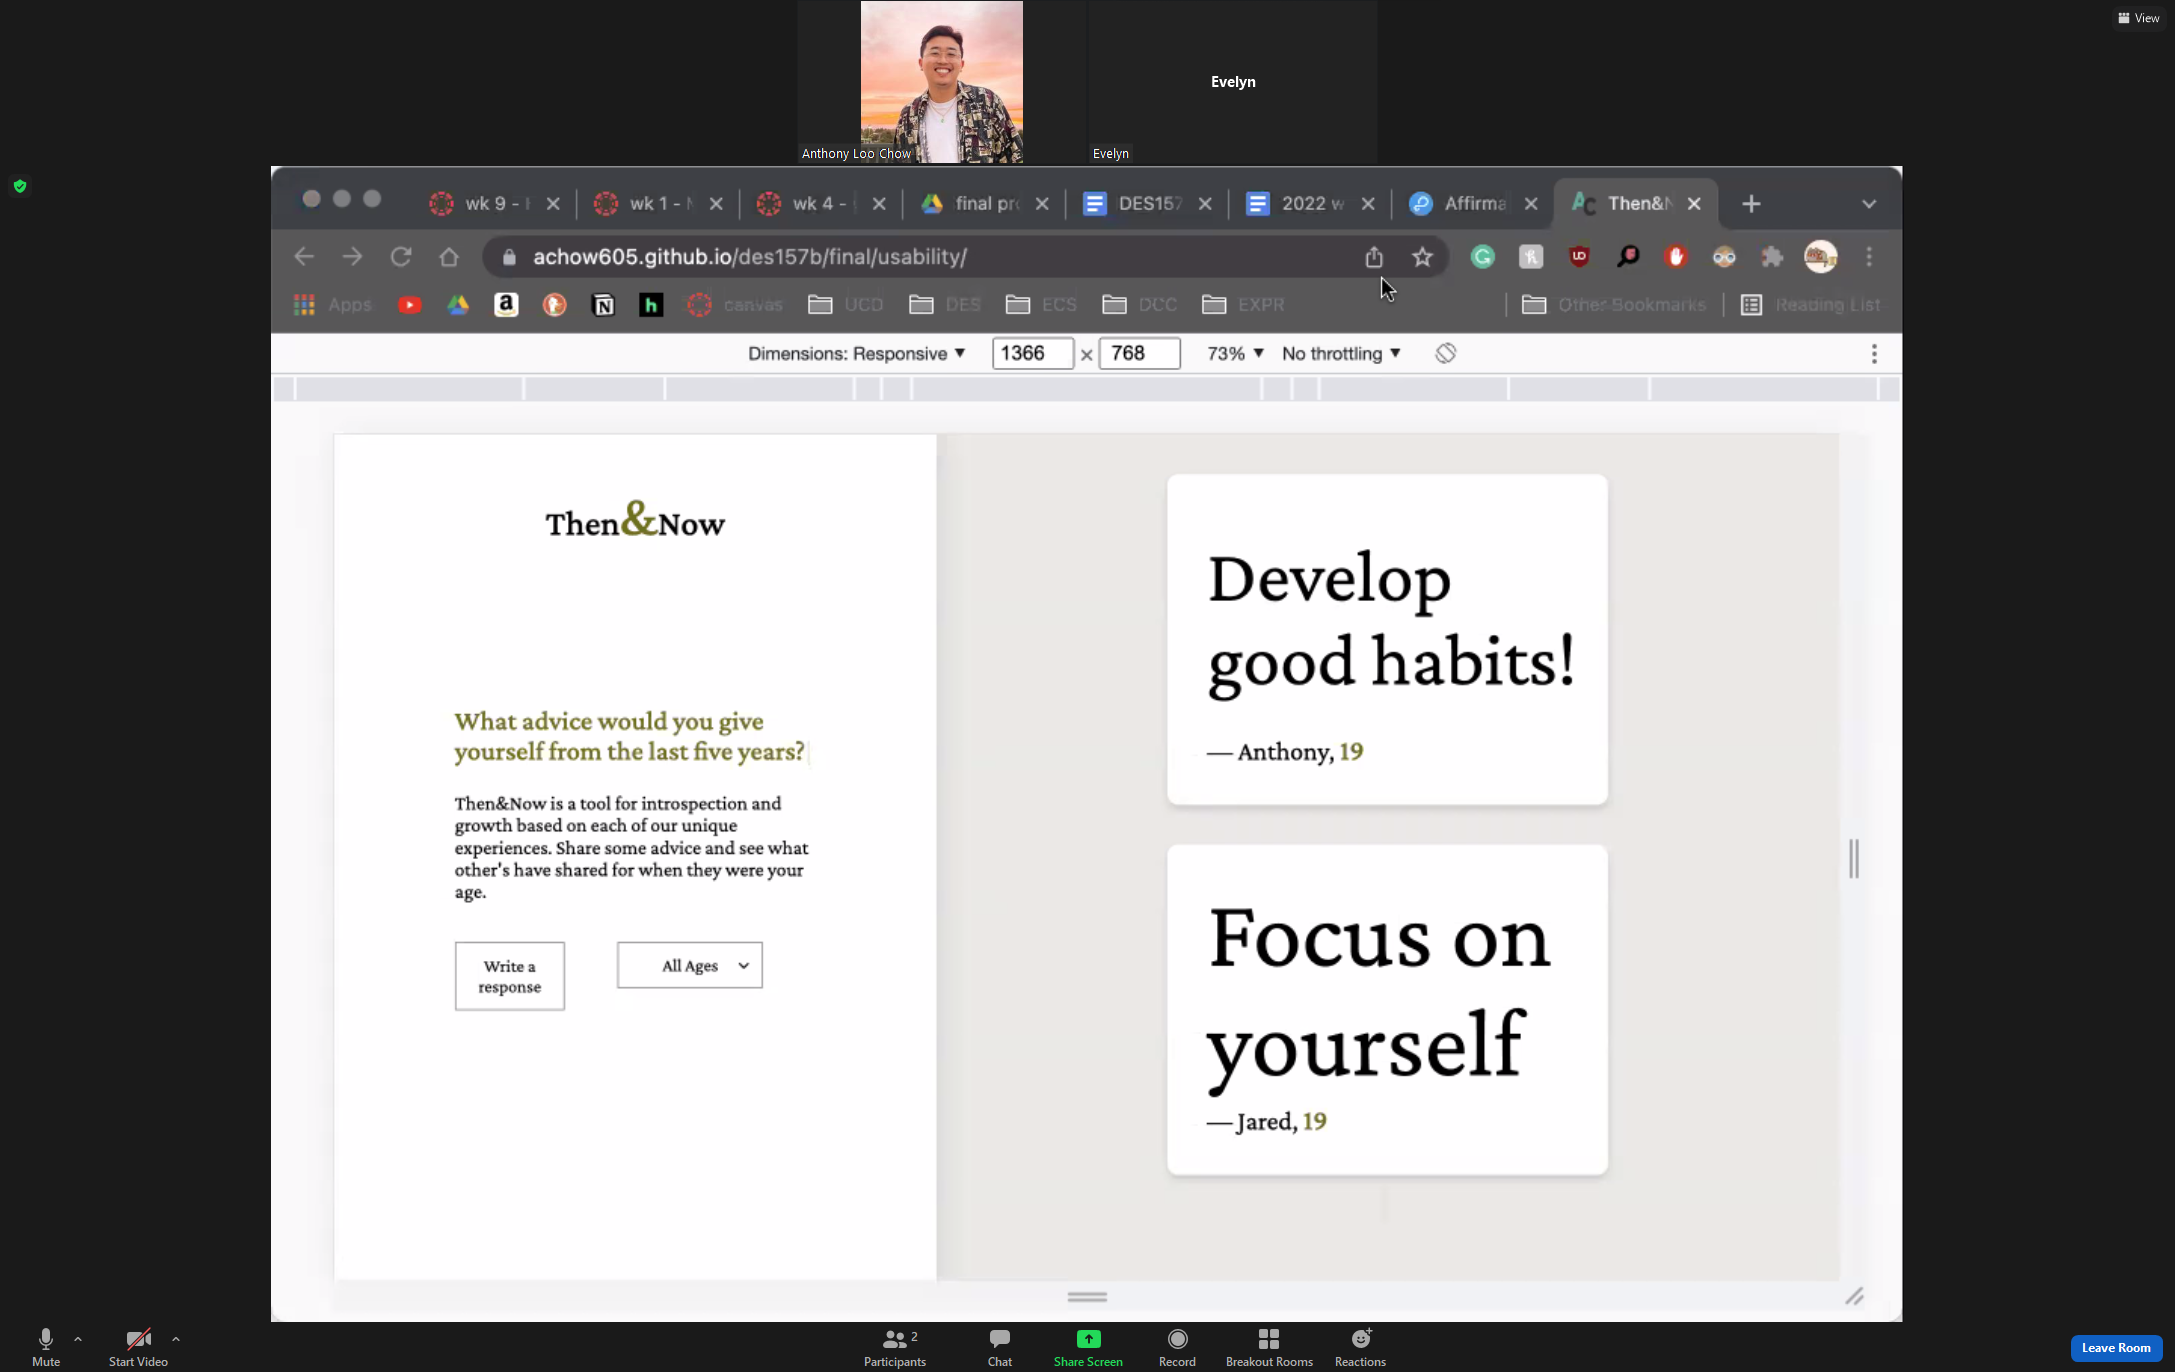 View
Evelyn
Anthony Loo Chow
Evelyn
wk 9 -
wk 1 -
wk 4 -
final pr
DES157
2022 w
Affirma
Then&N
achow605.github.io/des157b/final/usability/
Apps
canvas
UCD
DES
ECS
DCC
EXPR
Other Bookmarks
Reading List
Dimensions: Responsive
1366 × 768
73%
No throttling
Then&Now
What advice would you give
yourself from the last five years?
Then&Now is a tool for introspection and
growth based on each of our unique
experiences. Share some advice and see what
other's have shared for when they were your
age.
Write a
response
All Ages
Develop
good habits!
— Anthony, 19
Focus on
yourself
— Jared, 19
Mute
Start Video
Participants
2
Chat
Share Screen
Record
Breakout Rooms
Reactions
Leave Room